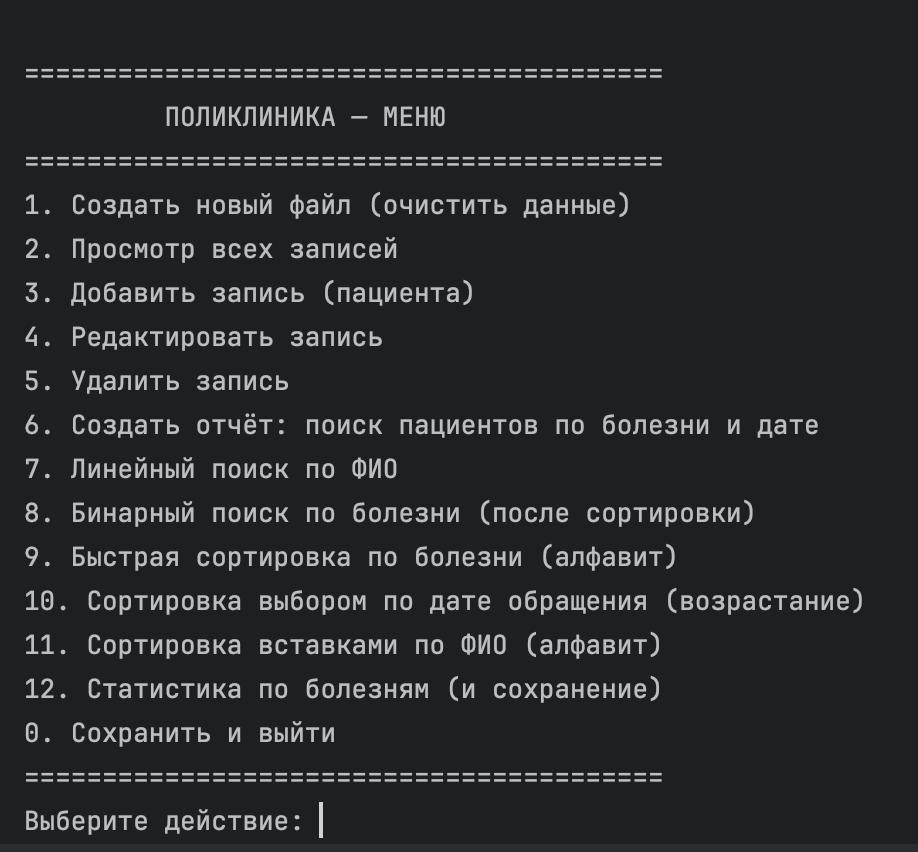 =========================================
ПОЛИКЛИНИКА — МЕНЮ
=========================================
1. Создать новый файл (очистить данные)
2. Просмотр всех записей
3. Добавить запись (пациента)
4. Редактировать запись
5. Удалить запись
6. Создать отчёт: поиск пациентов по болезни и дате
7. Линейный поиск по ФИО
8. Бинарный поиск по болезни (после сортировки)
9. Быстрая сортировка по болезни (алфавит)
10. Сортировка выбором по дате обращения (возрастание)
11. Сортировка вставками по ФИО (алфавит)
12. Статистика по болезням (и сохранение)
0. Сохранить и выйти
=========================================
Выберите действие: